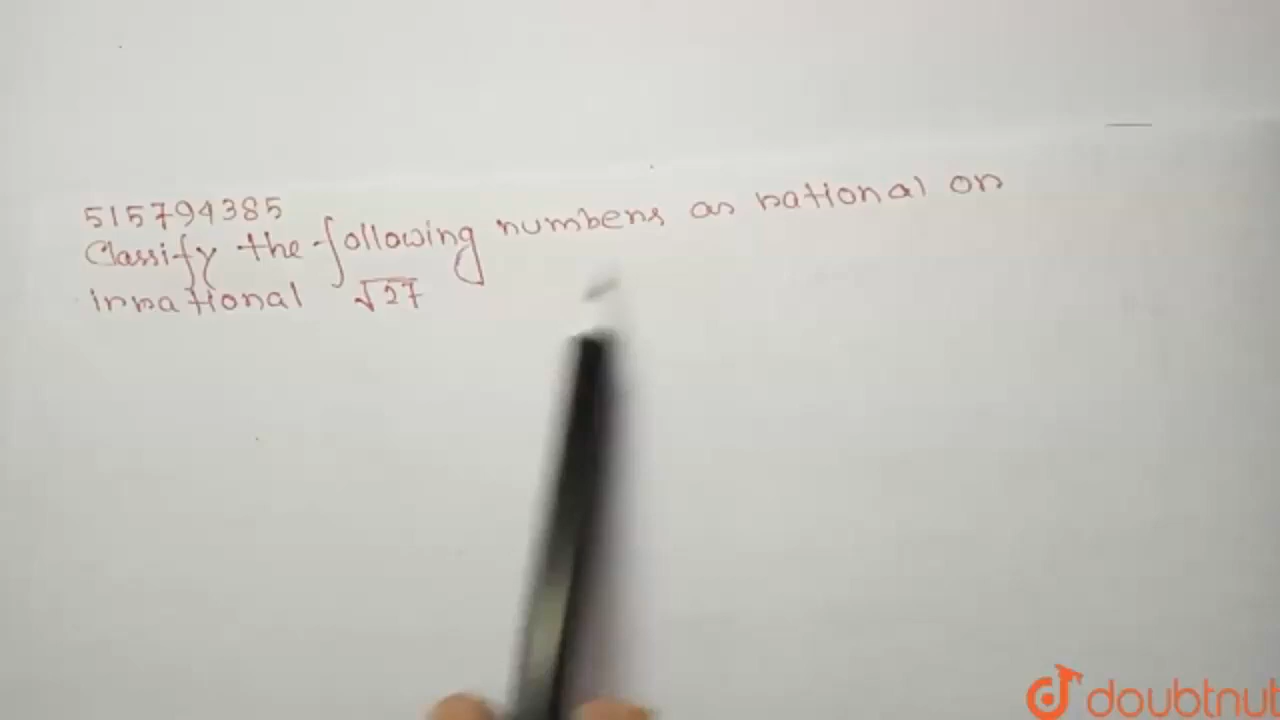 515794385
Classify the following numbers as rational or
irrational √27
doubtnut